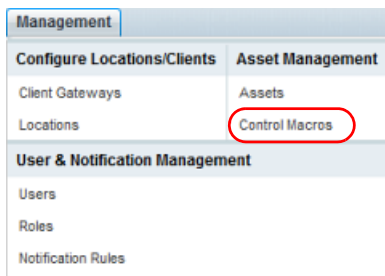 Management
Configure Locations/Clients Asset Management
Client Gateways Assets
Locations Control Macros
User & Notification Management
Users
Roles
Notification Rules